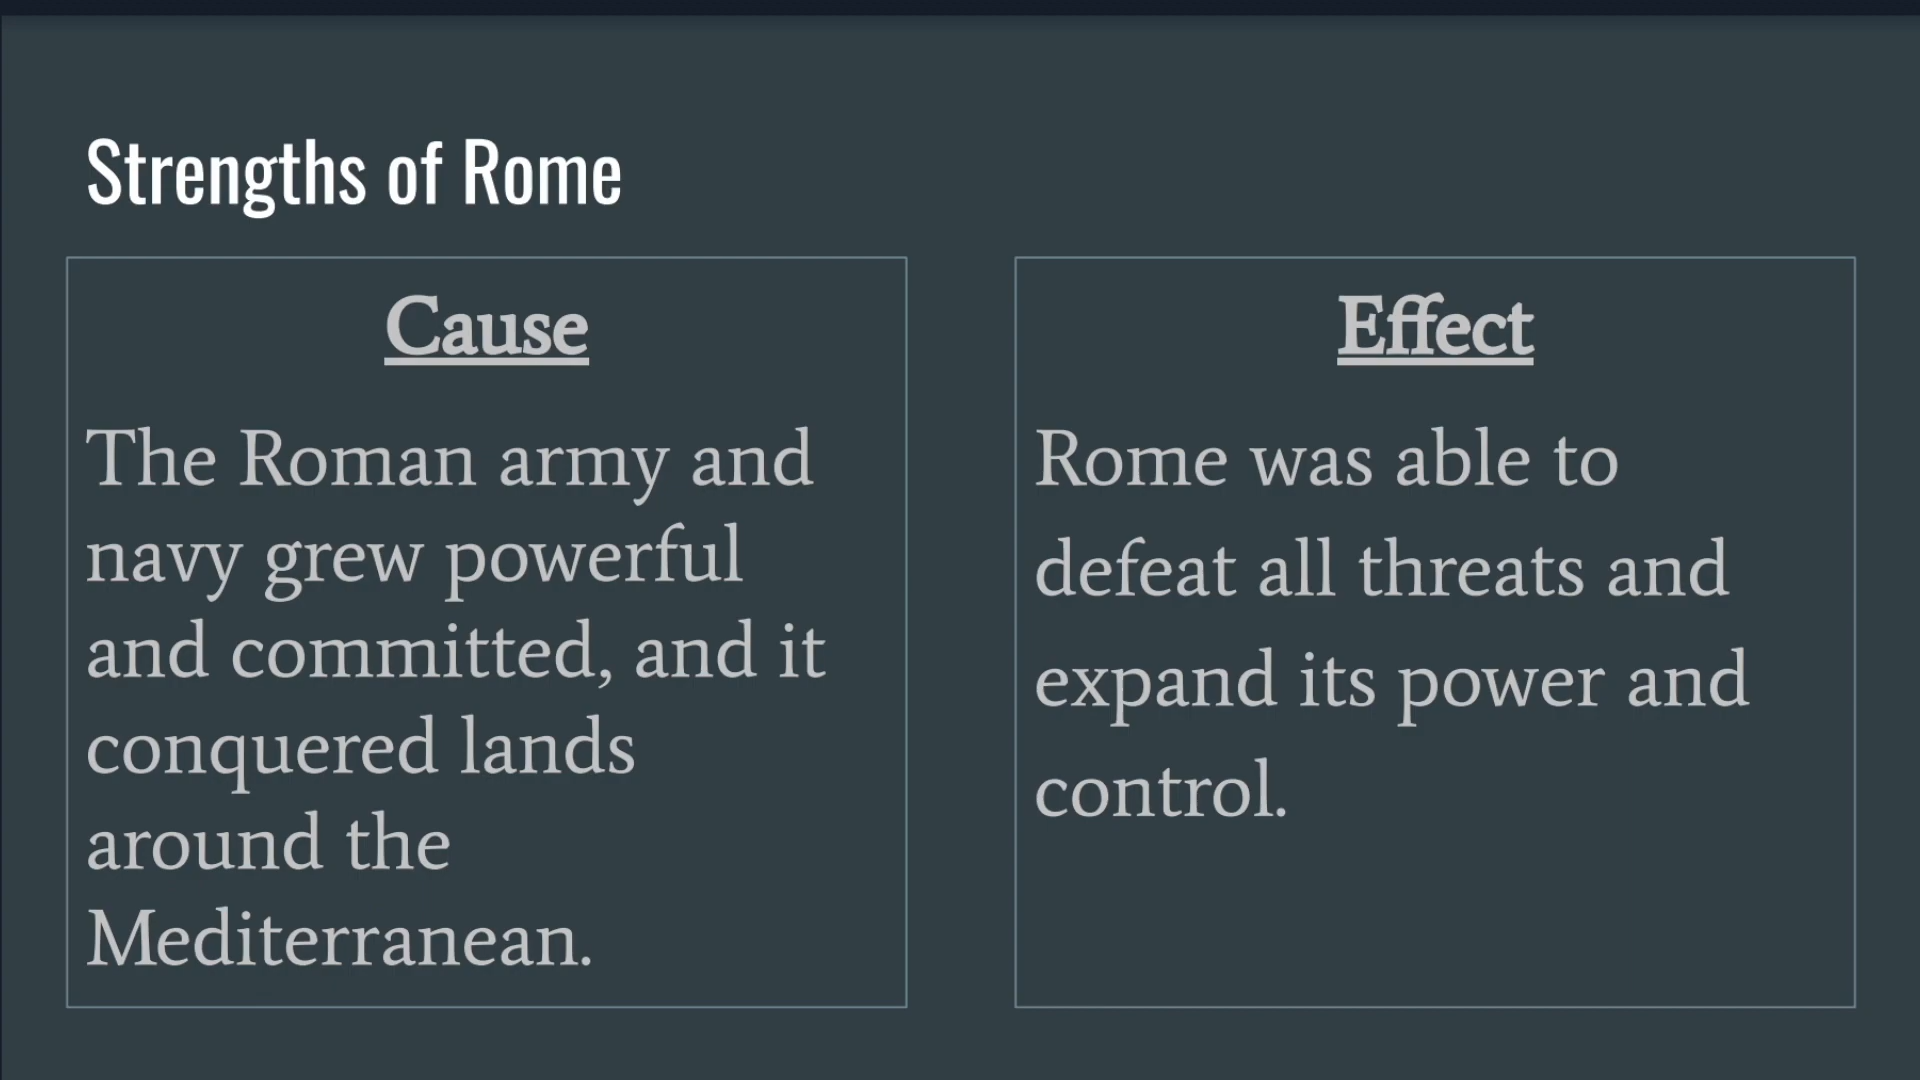 Strengths of Rome
Cause
The Roman army and
navy grew powerful
and committed, and it
conquered lands
around the
Mediterranean.
Effect
Rome was able to
defeat all threats and
expand its power and
control.